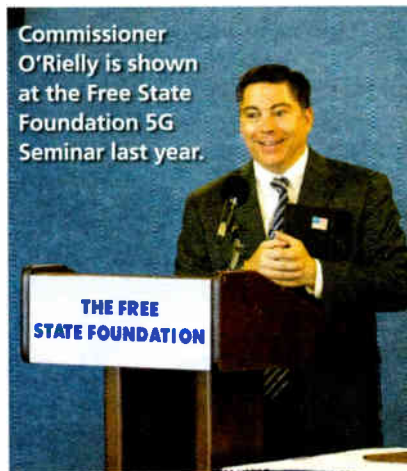 Commissioner
O'Rielly is shown
at the Free State
Foundation 5G
Seminar last year.
THE FREE
STATE FOUNDATION